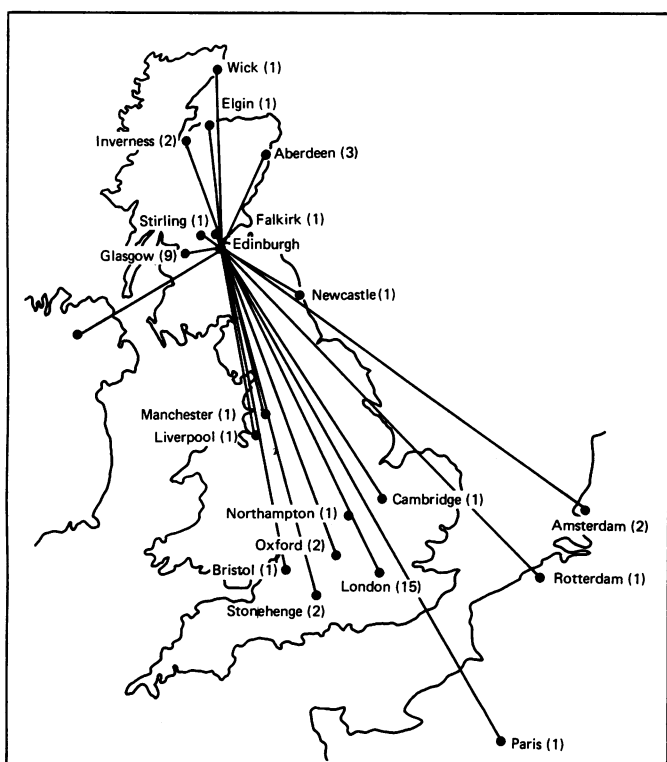 Wick (1)
Elgin (1)
Inverness (2)
Aberdeen (3)
Stirling (1)
Falkirk (1)
Edinburgh
Glasgow (9)
Newcastle (1)
Manchester (1)
Liverpool (1)
Cambridge (1)
Northampton (1)
Amsterdam (2)
Oxford (2)
Bristol (1)
London (15)
Rotterdam (1)
Stonehenge (2)
Paris (1)